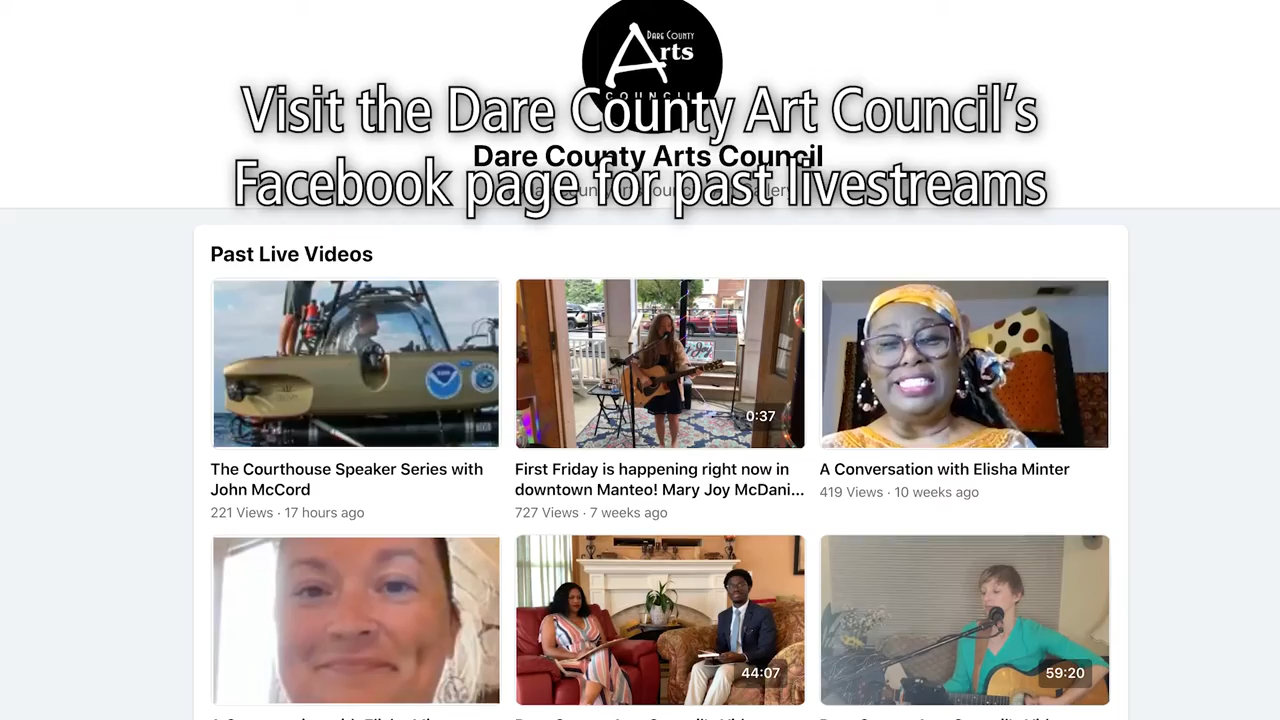 Dare County
Arts
COUNCIL
Visit the Dare County Art Council’s
Facebook page for past livestreams
Dare County Arts Council
Past Live Videos
0:37
The Courthouse Speaker Series with
John McCord
221 Views · 17 hours ago
First Friday is happening right now in
downtown Manteo! Mary Joy McDani...
727 Views · 7 weeks ago
A Conversation with Elisha Minter
419 Views · 10 weeks ago
44:07
59:20